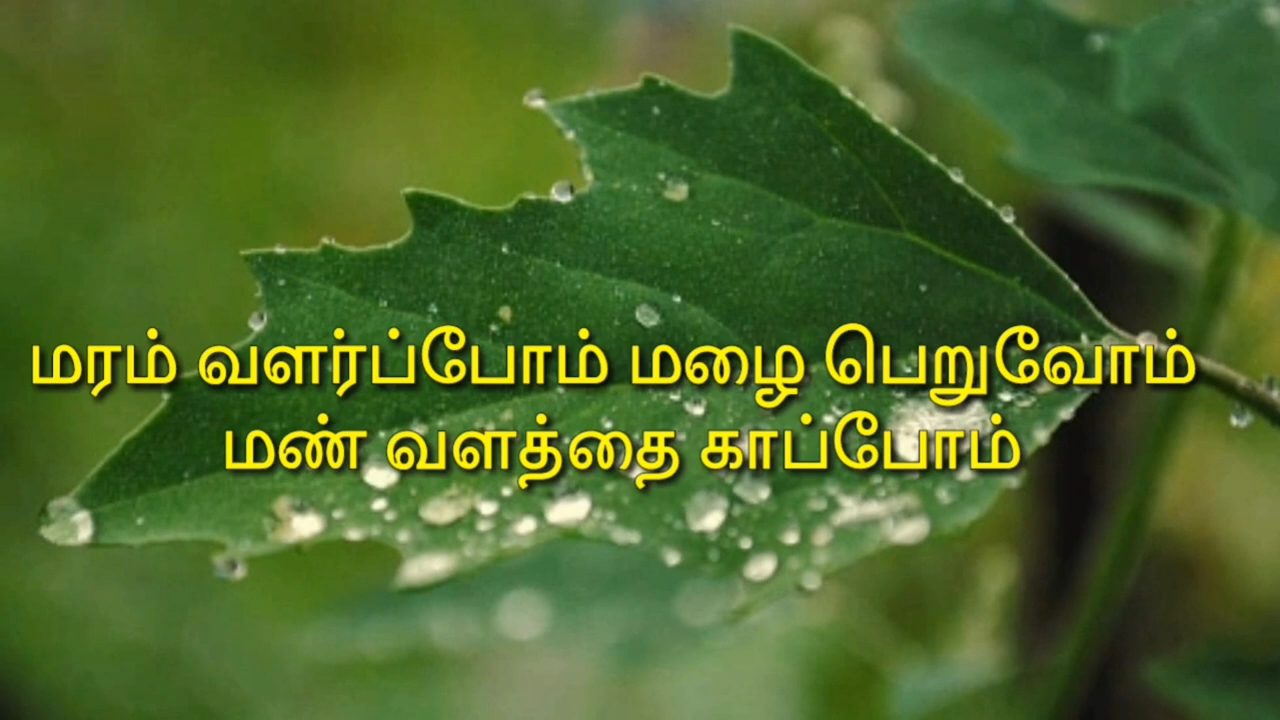 மரம் வளர்ப்போம் மழை பெறுவோம்
மண் வளத்தை காப்போம்